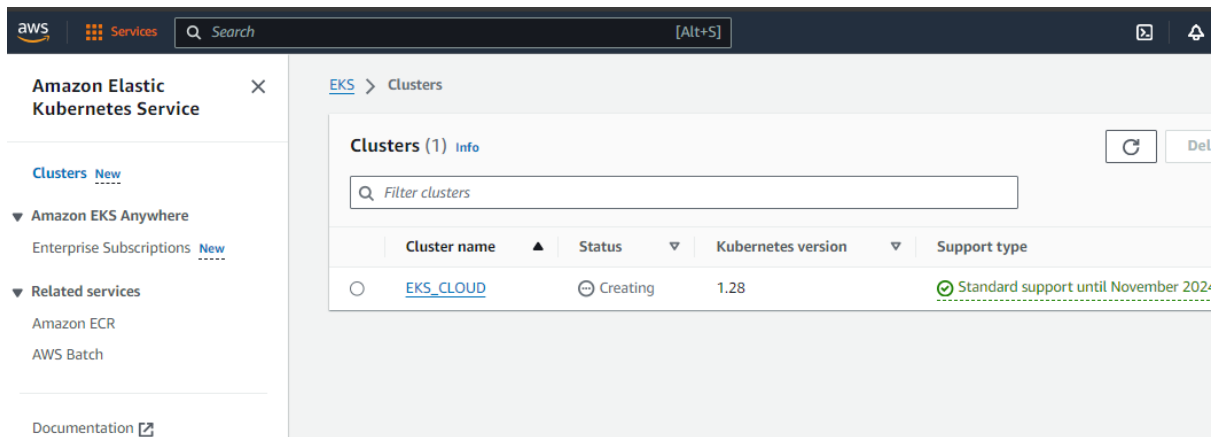 aws Services Search [Alt+S]
Amazon Elastic
Kubernetes Service
Clusters New
Amazon EKS Anywhere
Enterprise Subscriptions New
Related services
Amazon ECR
AWS Batch
Documentation
EKS > Clusters
Clusters (1) Info
Del
Filter clusters
Cluster name Status Kubernetes version Support type
EKS_CLOUD Creating 1.28 Standard support until November 2024